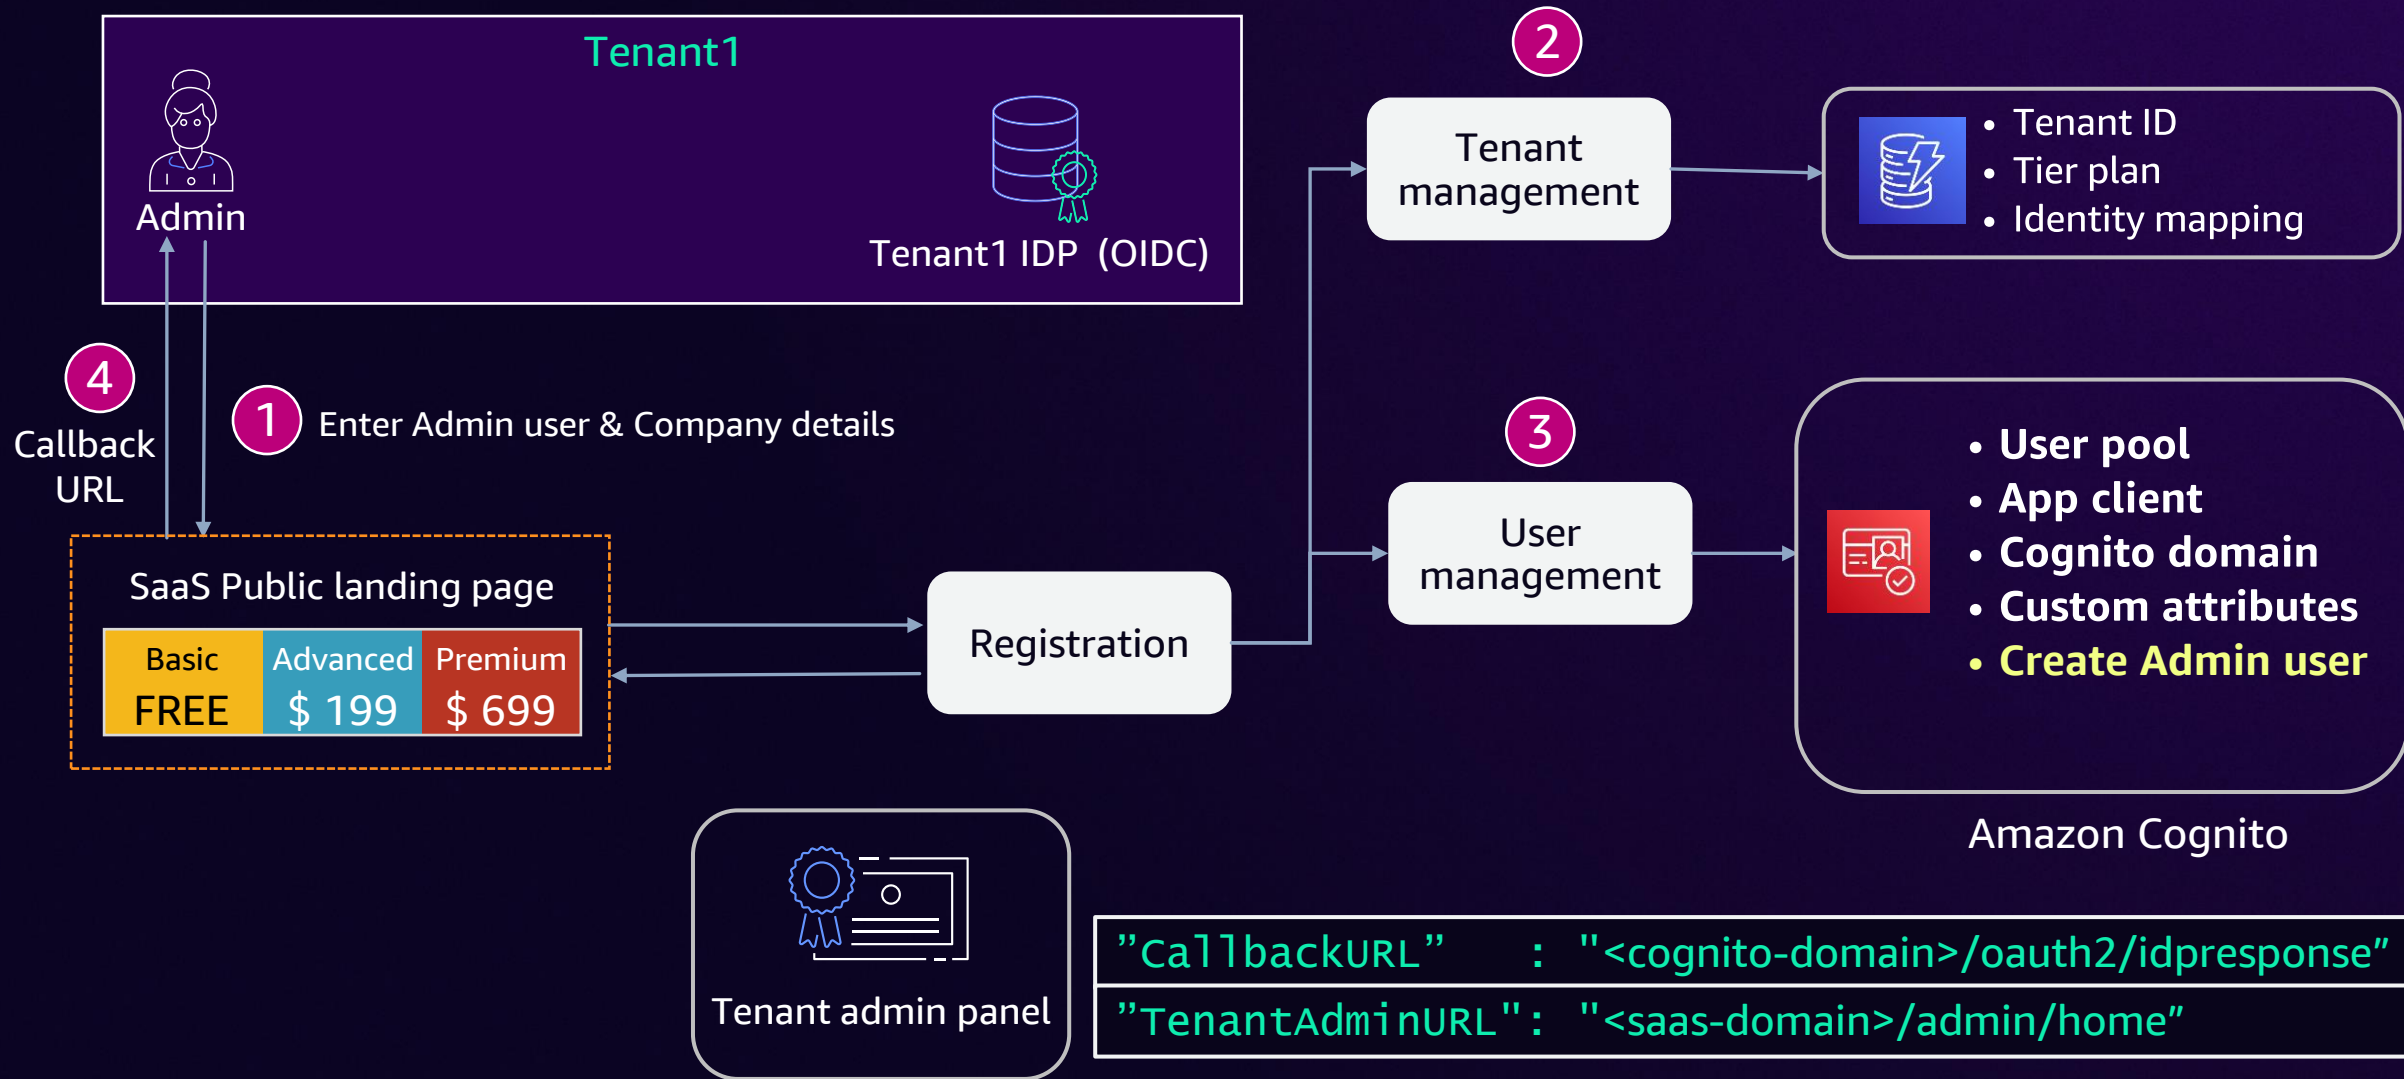 Tenant1
Admin
Tenant1 IDP (OIDC)
2
Tenant
management
• Tenant ID
• Tier plan
• Identity mapping
4
Callback
URL
1
Enter Admin user & Company details
SaaS Public landing page
Basic
FREE
Advanced
$ 199
Premium
$ 699
Registration
3
User
management
• User pool
• App client
• Cognito domain
• Custom attributes
• Create Admin user
Amazon Cognito
Tenant admin panel
”CallbackURL” : "<cognito-domain>/oauth2/idpresponse”
”TenantAdminURL": "<saas-domain>/admin/home”